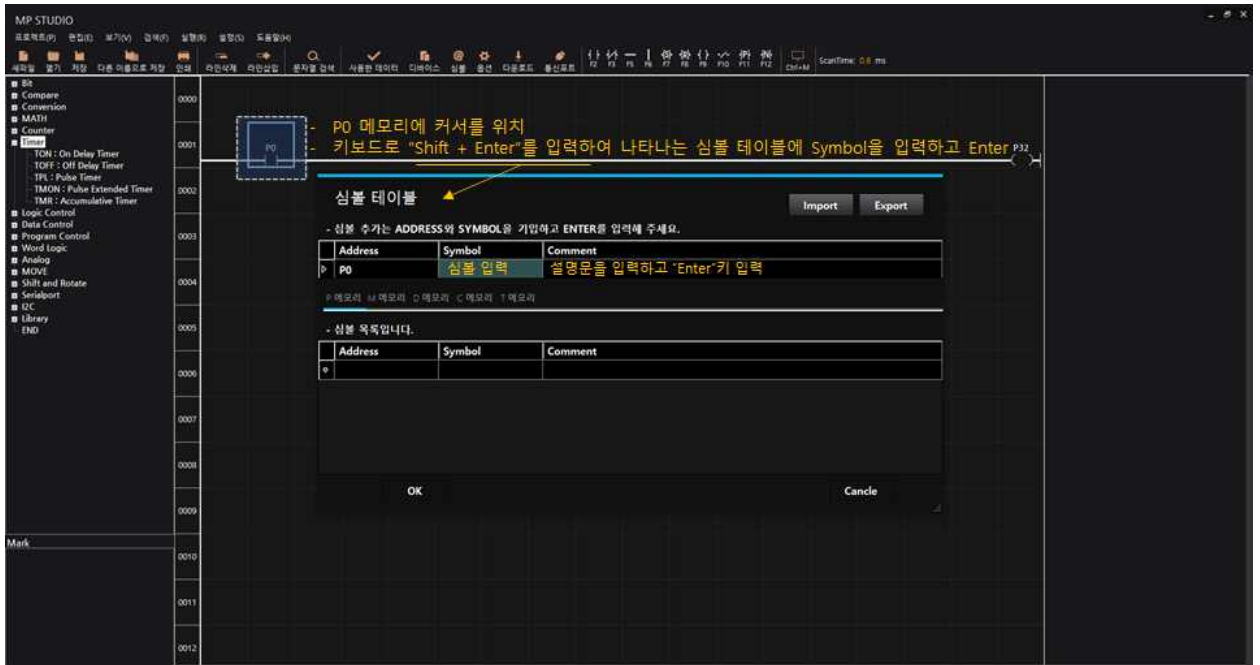 MP STUDIO
프로젝트(P) 편집(E) 보기(V) 검색(F) 실행(R) 설정(S) 도움말(H)
새파일 열기 저장 다른 이름으로 저장 인쇄 라인삭제 라인삽입 문자열 검색 사용한 데이터 디바이스 심볼 옵션 다운로드 통신포트 F2 F3 F5 F6 F7 F8 F9 F10 F11 F12 Ctrl+M ScanTime: 0.6 ms
Bit
Compare
Conversion
MATH
Counter
Timer
TON : On Delay Timer
TOFF : Off Delay Timer
TPL : Pulse Timer
TMON : Pulse Extended Timer
TMR : Accumulative Timer
Logic Control
Data Control
Program Control
Word Logic
Analog
MOVE
Shift and Rotate
Serialport
I2C
Library
END
Mark
0000
0001
0002
0003
0004
0005
0006
0007
0008
0009
0010
0011
0012
P0
- P0 메모리에 커서를 위치
- 키보드로 "Shift + Enter"를 입력하여 나타나는 심볼 테이블에 Symbol을 입력하고 Enter
P32
심볼 테이블
Import Export
- 심볼 추가는 ADDRESS와 SYMBOL을 기입하고 ENTER를 입력해 주세요.
Address Symbol Comment
P0 심볼 입력 설명문을 입력하고 "Enter"키 입력
P 메모리 M 메모리 D 메모리 C 메모리 T 메모리
- 심볼 목록입니다.
Address Symbol Comment
OK Cancle